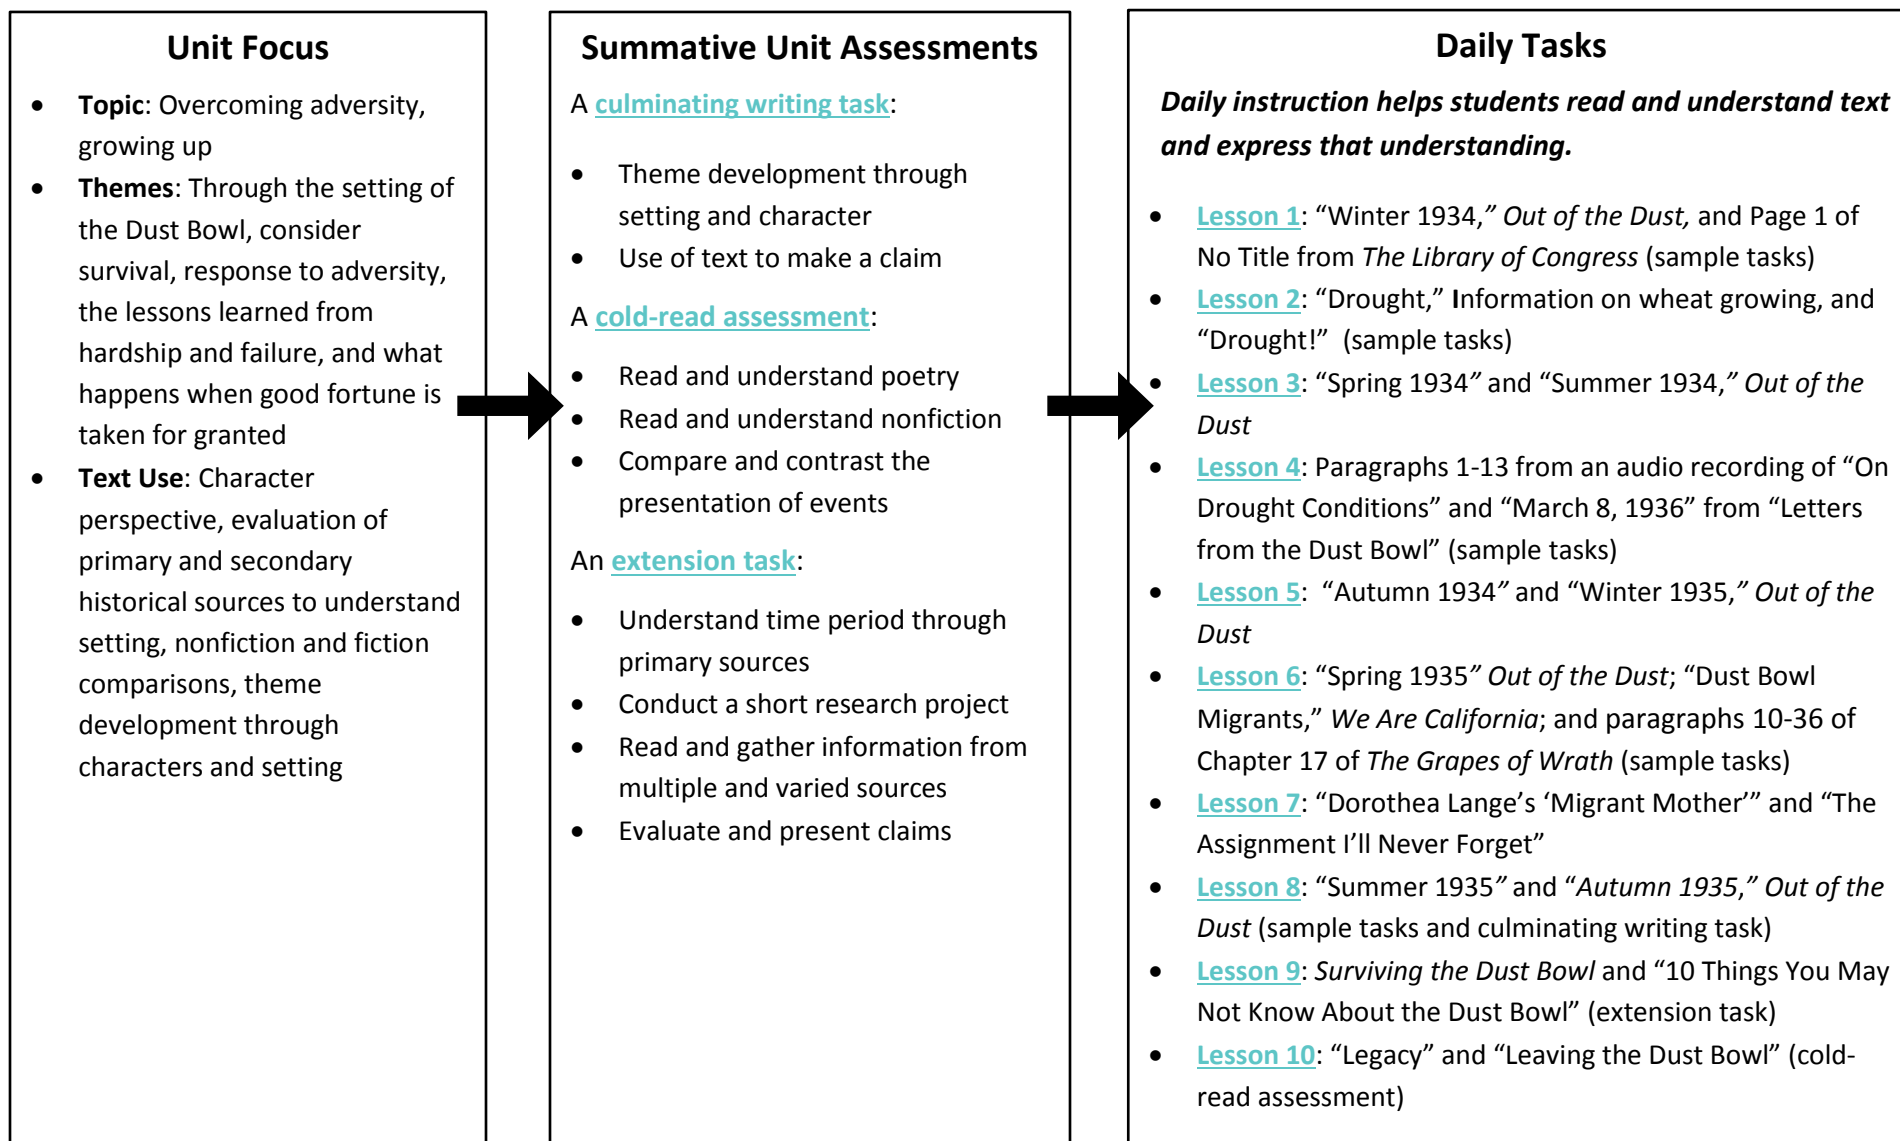 Unit Focus
• Topic: Overcoming adversity,
growing up
• Themes: Through the setting of
the Dust Bowl, consider
survival, response to adversity,
the lessons learned from
hardship and failure, and what
happens when good fortune is
taken for granted
• Text Use: Character
perspective, evaluation of
primary and secondary
historical sources to understand
setting, nonfiction and fiction
comparisons, theme
development through
characters and setting
Summative Unit Assessments
A culminating writing task:
• Theme development through
setting and character
• Use of text to make a claim
A cold-read assessment:
• Read and understand poetry
• Read and understand nonfiction
• Compare and contrast the
presentation of events
An extension task:
• Understand time period through
primary sources
• Conduct a short research project
• Read and gather information from
multiple and varied sources
• Evaluate and present claims
Daily Tasks
Daily instruction helps students read and understand text
and express that understanding.
• Lesson 1: “Winter 1934,” Out of the Dust, and Page 1 of
No Title from The Library of Congress (sample tasks)
• Lesson 2: “Drought,” Information on wheat growing, and
“Drought!” (sample tasks)
• Lesson 3: “Spring 1934” and “Summer 1934,” Out of the
Dust
• Lesson 4: Paragraphs 1-13 from an audio recording of “On
Drought Conditions” and “March 8, 1936” from “Letters
from the Dust Bowl” (sample tasks)
• Lesson 5: “Autumn 1934” and “Winter 1935,” Out of the
Dust
• Lesson 6: “Spring 1935” Out of the Dust; “Dust Bowl
Migrants,” We Are California; and paragraphs 10-36 of
Chapter 17 of The Grapes of Wrath (sample tasks)
• Lesson 7: “Dorothea Lange’s ‘Migrant Mother’” and “The
Assignment I’ll Never Forget”
• Lesson 8: “Summer 1935” and “Autumn 1935,” Out of the
Dust (sample tasks and culminating writing task)
• Lesson 9: Surviving the Dust Bowl and “10 Things You May
Not Know About the Dust Bowl” (extension task)
• Lesson 10: “Legacy” and “Leaving the Dust Bowl” (cold-
read assessment)